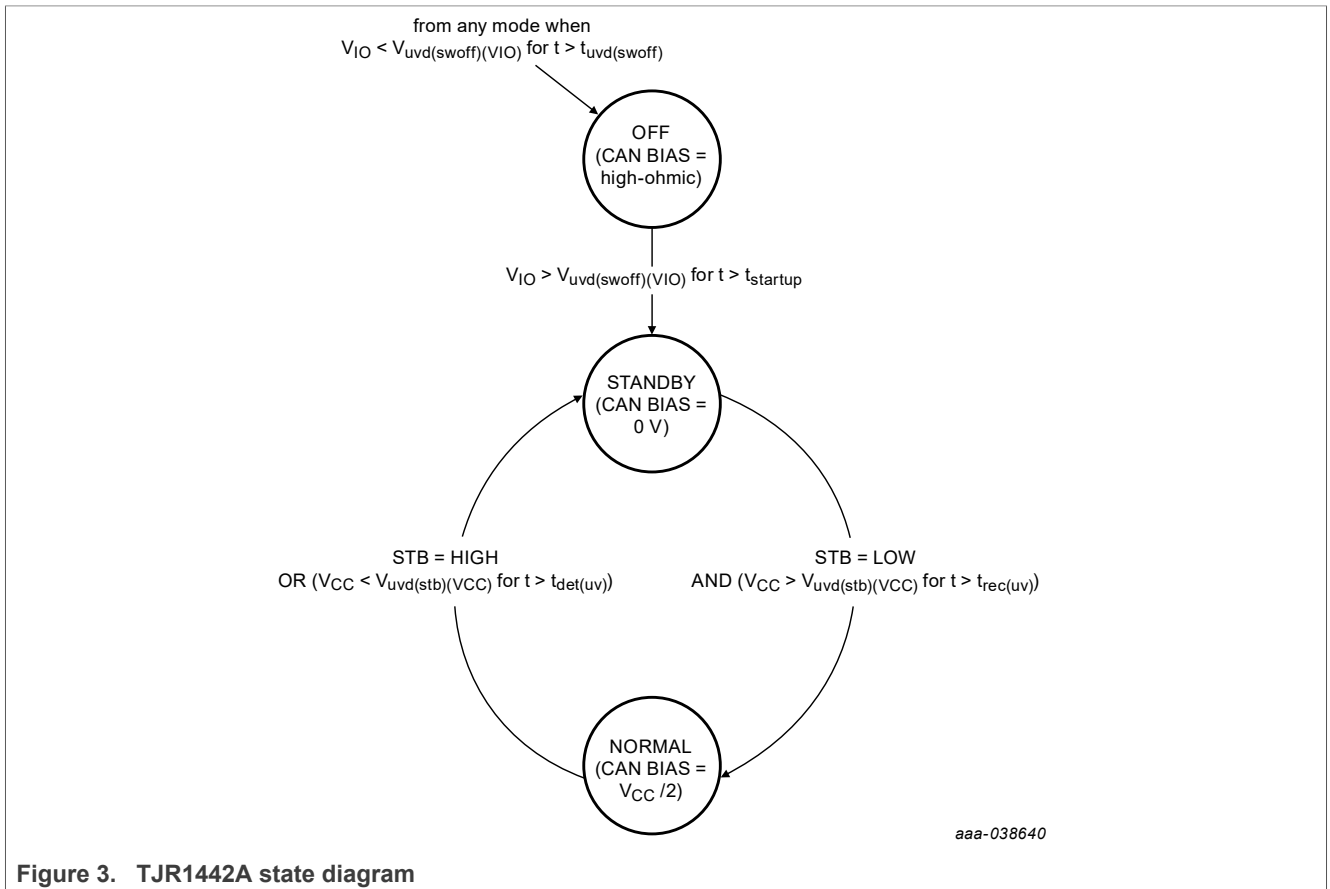 from any mode when
VIO < Vuvd(swoff)(VIO) for t > tuvd(swoff)
OFF
(CAN BIAS =
high-ohmic)
VIO > Vuvd(swoff)(VIO) for t > tstartup
STANDBY
(CAN BIAS =
0 V)
STB = HIGH
OR (VCC < Vuvd(stb)(VCC) for t > tdet(uv))
STB = LOW
AND (VCC > Vuvd(stb)(VCC) for t > trec(uv))
NORMAL
(CAN BIAS =
VCC /2)
aaa-038640
Figure 3. TJR1442A state diagram